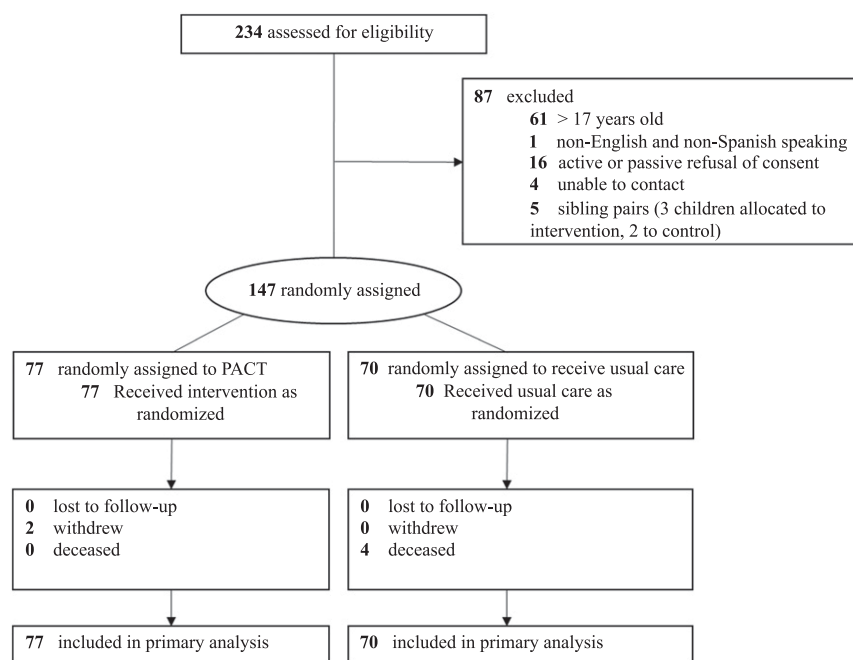 234 assessed for eligibility
87 excluded
61 > 17 years old
1 non-English and non-Spanish speaking
16 active or passive refusal of consent
4 unable to contact
5 sibling pairs (3 children allocated to
intervention, 2 to control)
147 randomly assigned
77 randomly assigned to PACT
77 Received intervention as
randomized
70 randomly assigned to receive usual care
70 Received usual care as
randomized
0 lost to follow-up
2 withdrew
0 deceased
0 lost to follow-up
0 withdrew
4 deceased
77 included in primary analysis
70 included in primary analysis